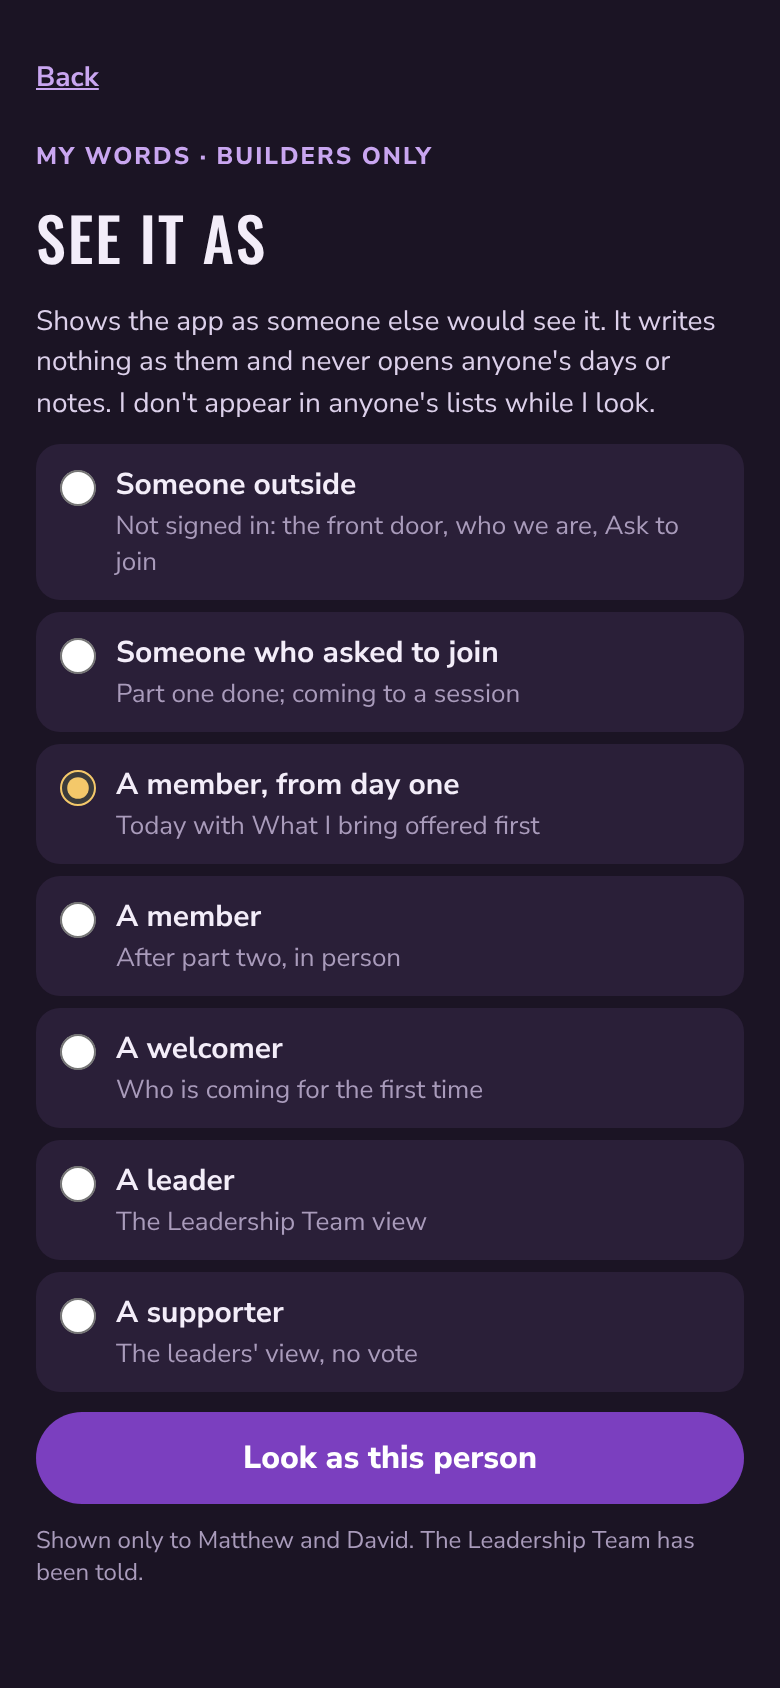 Back
MY WORDS · BUILDERS ONLY
SEE IT AS
Shows the app as someone else would see it. It writes
nothing as them and never opens anyone's days or
notes. I don't appear in anyone's lists while I look.
Someone outside
Not signed in: the front door, who we are, Ask to
join
Someone who asked to join
Part one done; coming to a session
A member, from day one
Today with What I bring offered first
A member
After part two, in person
A welcomer
Who is coming for the first time
A leader
The Leadership Team view
A supporter
The leaders' view, no vote
Look as this person
Shown only to Matthew and David. The Leadership Team has
been told.